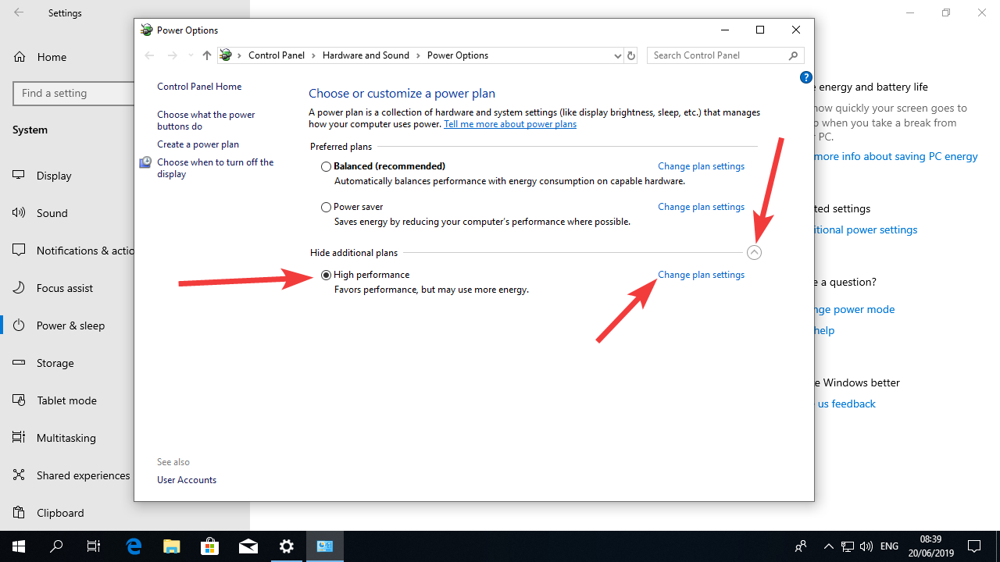 Settings
Home
Find a setting
System
Display
Sound
Notifications & actio
Focus assist
Power & sleep
Storage
Tablet mode
Multitasking
Shared experiences
Clipboard
Power Options
Control Panel
Hardware and Sound
Power Options
Search Control Panel
?
Control Panel Home
Choose what the power
buttons do
Create a power plan
Choose when to turn off the
display
See also
User Accounts
Choose or customize a power plan
A power plan is a collection of hardware and system settings (like display brightness, sleep, etc.) that manages
how your computer uses power. Tell me more about power plans
Preferred plans
Balanced (recommended) Change plan settings
Automatically balances performance with energy consumption on capable hardware.
Power saver Change plan settings
Saves energy by reducing your computer's performance where possible.
Hide additional plans
High performance Change plan settings
Favors performance, but may use more energy.
e energy and battery life
how quickly your screen goes to
when you take a break from
PC.
more info about saving PC energy
ted settings
itional power settings
e a question?
nge power mode
help
e Windows better
us feedback
ENG
08:39
20/06/2019